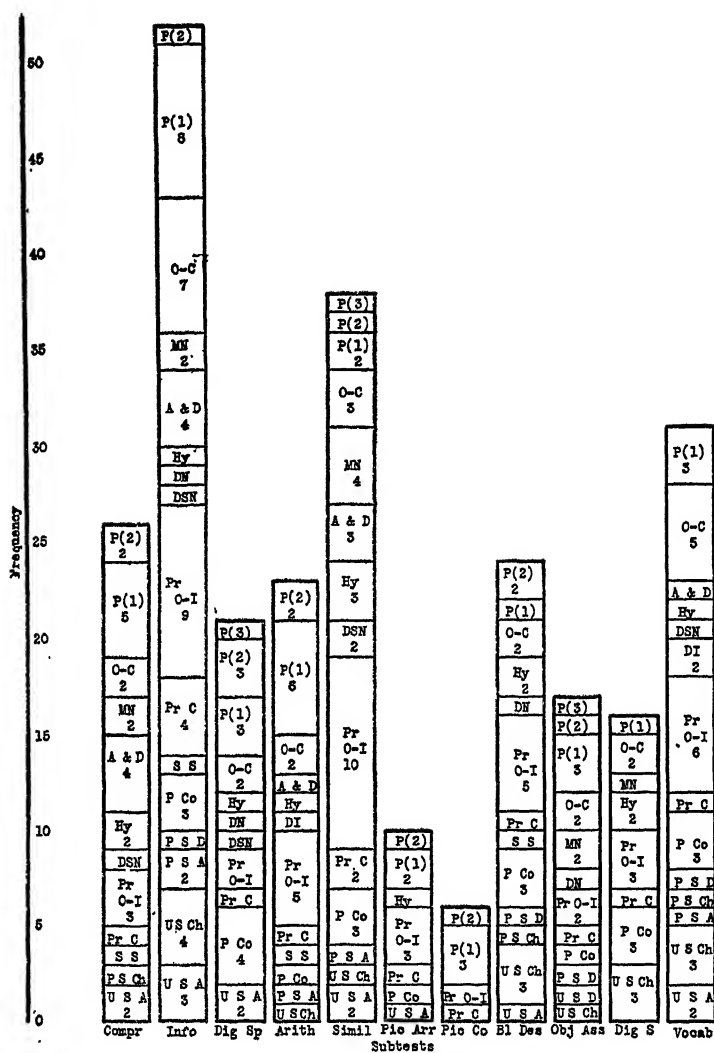 Frequency
50
45
40
35
30
25
20
15
10
5
0
P(2)
2
P(1)
5
O-C
2
MN
2
A & D
4
Hy
2
DSN
Pr
O-I
3
Pr C
S S
P S Ch
U S A
2
Compr
P(2)
P(1)
8
O-C
7
MN
2
A & D
4
Hy
DN
DSN
Pr
O-I
9
Pr C
4
S S
P Co
3
P S D
P S A
2
U S Ch
4
U S A
3
Info
P(3)
P(2)
3
P(1)
3
O-C
2
Hy
DN
DSN
Pr
O-I
Pr C
P Co
4
U S A
2
Dig Sp
P(2)
2
P(1)
6
O-C
2
A & D
Hy
DI
Pr
O-I
5
Pr C
S S
P Co
P S A
U S Ch
Arith
P(3)
P(2)
P(1)
2
O-C
3
MN
4
A & D
3
Hy
3
DSN
2
Pr
O-I
10
Pr C
2
P Co
3
P S A
U S Ch
U S A
2
Simil
P(2)
P(1)
2
Hy
Pr
O-I
3
Pr C
P Co
U S A
Pic Arr
P(2)
P(1)
3
Pr O-I
Pr C
Pic Co
P(2)
2
P(1)
O-C
2
Hy
2
DN
Pr
O-I
5
Pr C
S S
P Co
3
P S D
P S Ch
U S Ch
3
U S A
Bl Des
P(3)
P(2)
P(1)
3
O-C
2
MN
2
DN
Pr O-I
2
Pr C
P Co
P S D
U S D
U S Ch
Obj Ass
P(1)
O-C
2
MN
Hy
2
Pr
O-I
3
Pr C
P Co
3
U S Ch
3
Dig S
P(1)
3
O-C
5
A & D
Hy
DSN
DI
2
Pr
O-I
6
Pr C
P Co
3
P S D
P S Ch
P S A
U S Ch
3
U S A
2
Vocab
Subtests